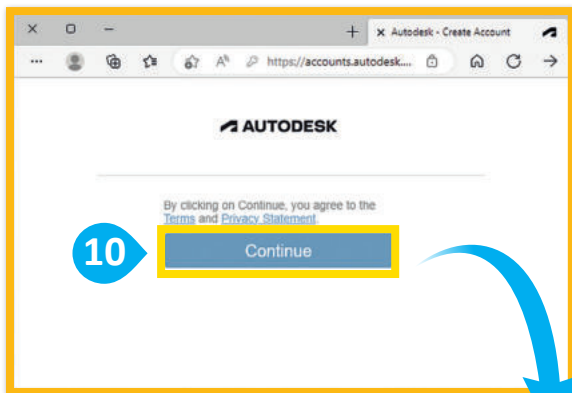 Autodesk - Create Account
https://accounts.autodesk....
AUTODESK
By clicking on Continue, you agree to the
Terms and Privacy Statement.
10
Continue